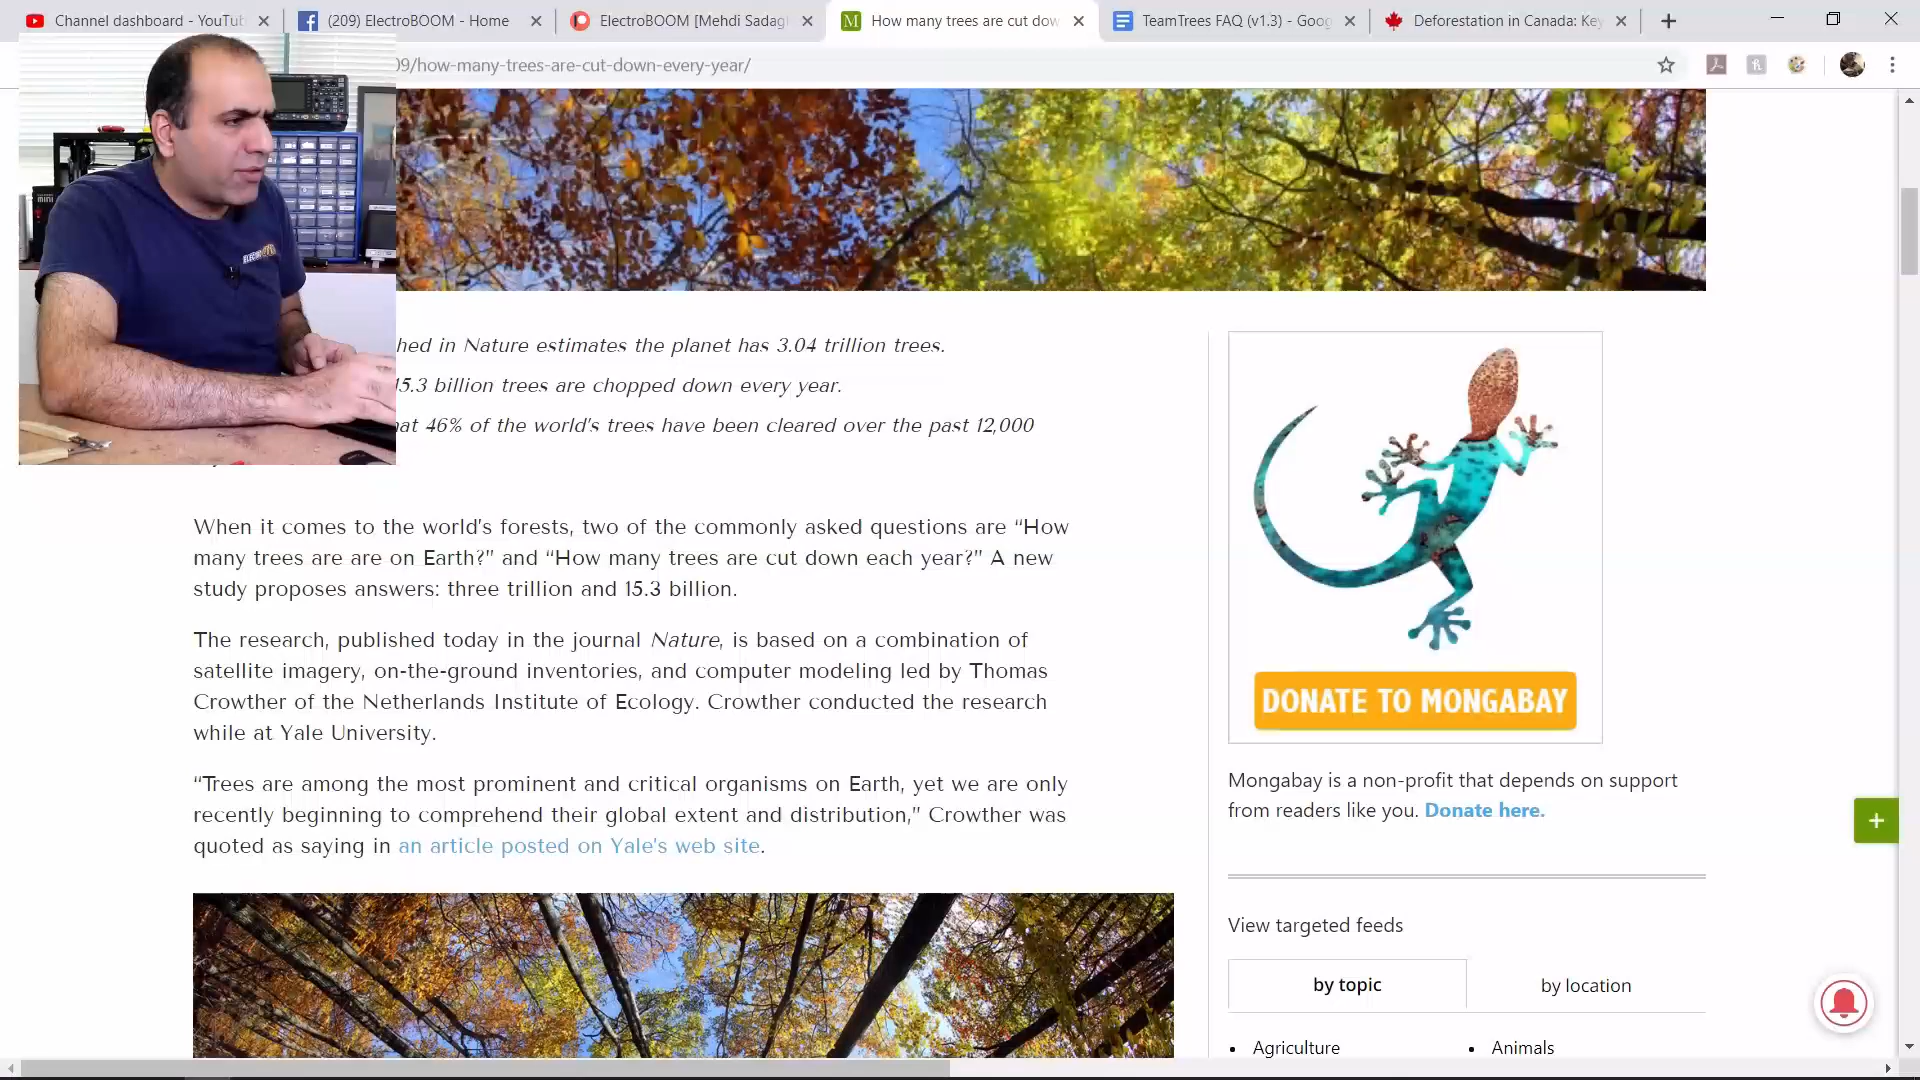 Channel dashboard - YouTub
(209) ElectroBOOM - Home
ElectroBOOM [Mehdi Sadagh
How many trees are cut dow
TeamTrees FAQ (v1.3) - Goog
Deforestation in Canada: Key
09/how-many-trees-are-cut-down-every-year/
hed in Nature estimates the planet has 3.04 trillion trees.
15.3 billion trees are chopped down every year.
hat 46% of the world's trees have been cleared over the past 12,000
When it comes to the world's forests, two of the commonly asked questions are “How
many trees are are on Earth?” and “How many trees are cut down each year?” A new
study proposes answers: three trillion and 15.3 billion.
The research, published today in the journal Nature, is based on a combination of
satellite imagery, on-the-ground inventories, and computer modeling led by Thomas
Crowther of the Netherlands Institute of Ecology. Crowther conducted the research
while at Yale University.
“Trees are among the most prominent and critical organisms on Earth, yet we are only
recently beginning to comprehend their global extent and distribution,” Crowther was
quoted as saying in an article posted on Yale's web site.
DONATE TO MONGABAY
Mongabay is a non-profit that depends on support
from readers like you. Donate here.
View targeted feeds
by topic
by location
• Agriculture
• Animals